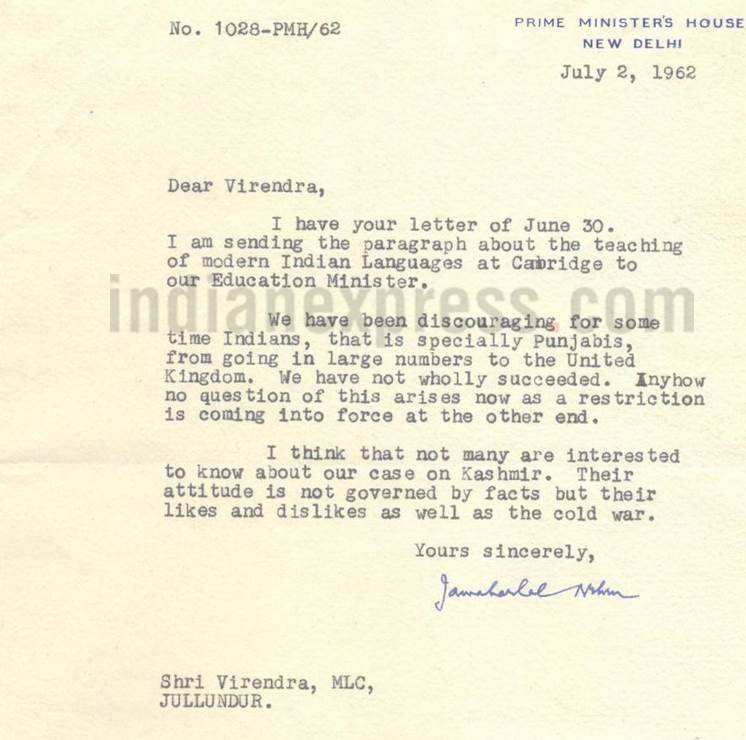 No. 1028-PMH/62
PRIME MINISTER'S HOUSE
NEW DELHI
July 2, 1962
Dear Virendra,
I have your letter of June 30.
I am sending the paragraph about the teaching
of modern Indian Languages at Cambridge to
our Education Minister.
indianexpress.com
We have been discouraging for some
time Indians, that is specially Punjabis,
from going in large numbers to the United
Kingdom. We have not wholly succeeded. Anyhow
no question of this arises now as a restriction
is coming into force at the other end.
I think that not many are interested
to know about our case on Kashmir. Their
attitude is not governed by facts but their
likes and dislikes as well as the cold war.
Yours sincerely,
Jawaharlal Nehru
Shri Virendra, MLC,
JULLUNDUR.